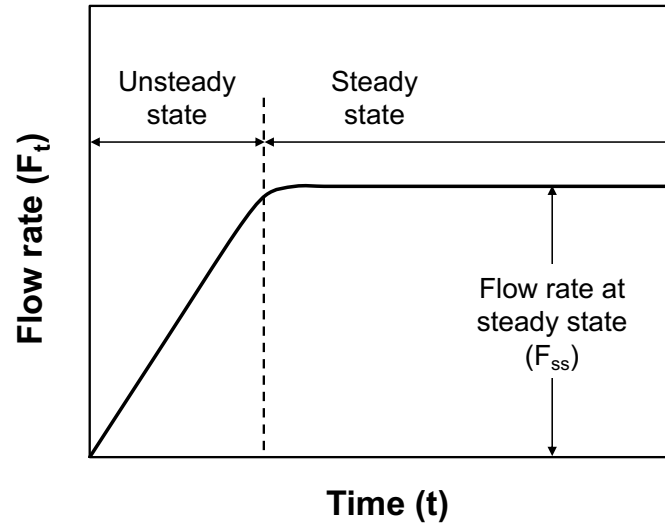 Unsteady
state
Steady
state
Flow rate (Fₜ)
Flow rate at
steady state
(Fₛₛ)
Time (t)